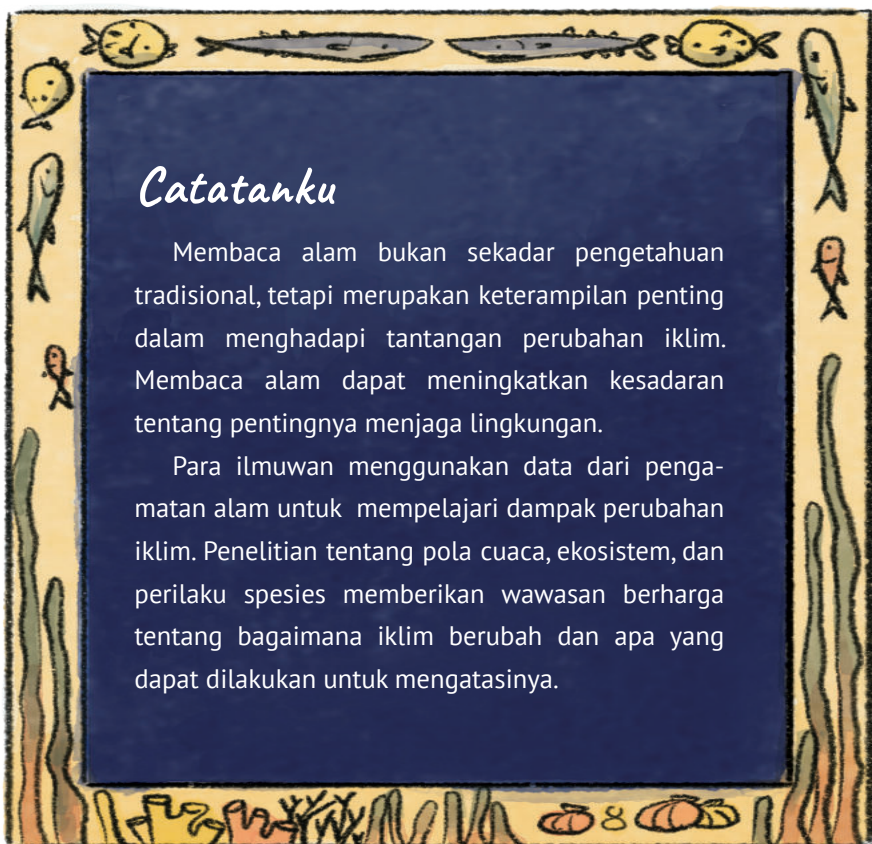 Catatanku
Membaca alam bukan sekadar pengetahuan
tradisional, tetapi merupakan keterampilan penting
dalam menghadapi tantangan perubahan iklim.
Membaca alam dapat meningkatkan kesadaran
tentang pentingnya menjaga lingkungan.
Para ilmuwan menggunakan data dari penga-
matan alam untuk mempelajari dampak perubahan
iklim. Penelitian tentang pola cuaca, ekosistem, dan
perilaku spesies memberikan wawasan berharga
tentang bagaimana iklim berubah dan apa yang
dapat dilakukan untuk mengatasinya.